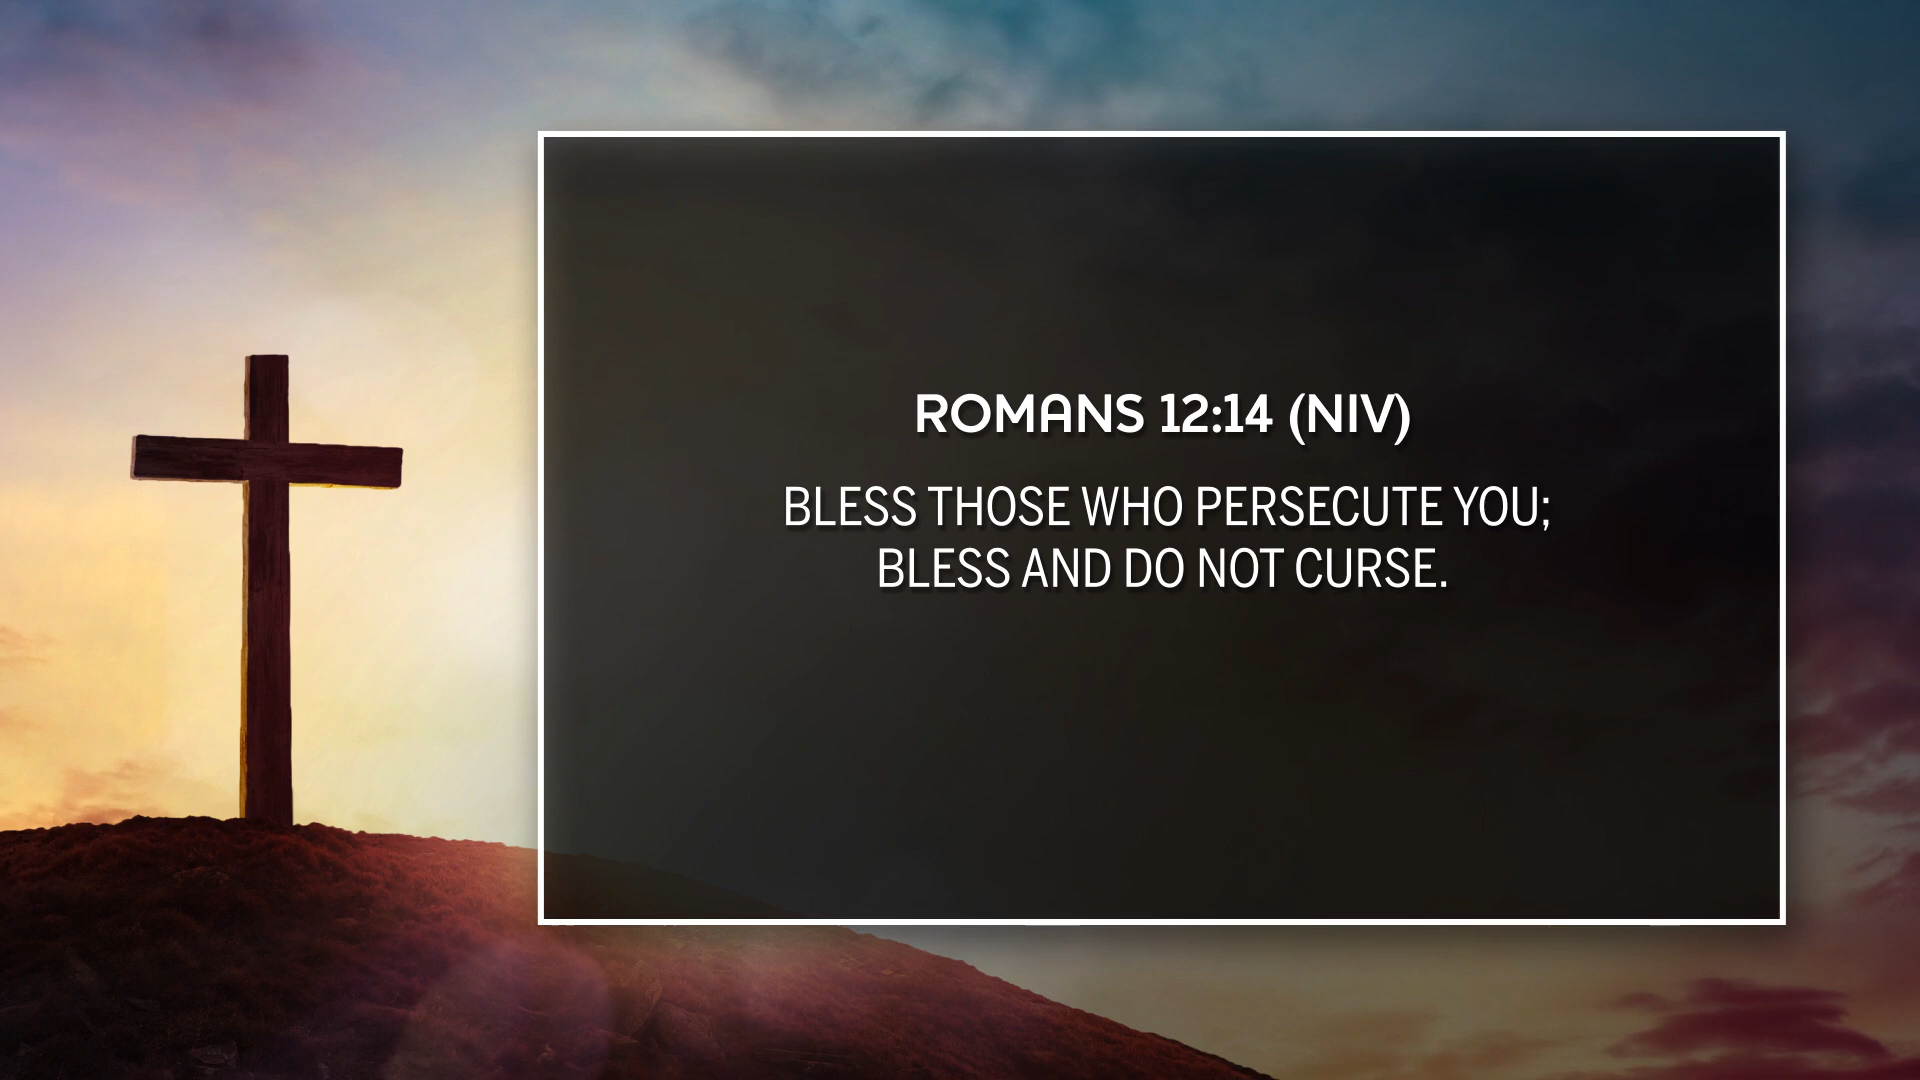 ROMANS 12:14 (NIV)
BLESS THOSE WHO PERSECUTE YOU;
BLESS AND DO NOT CURSE.